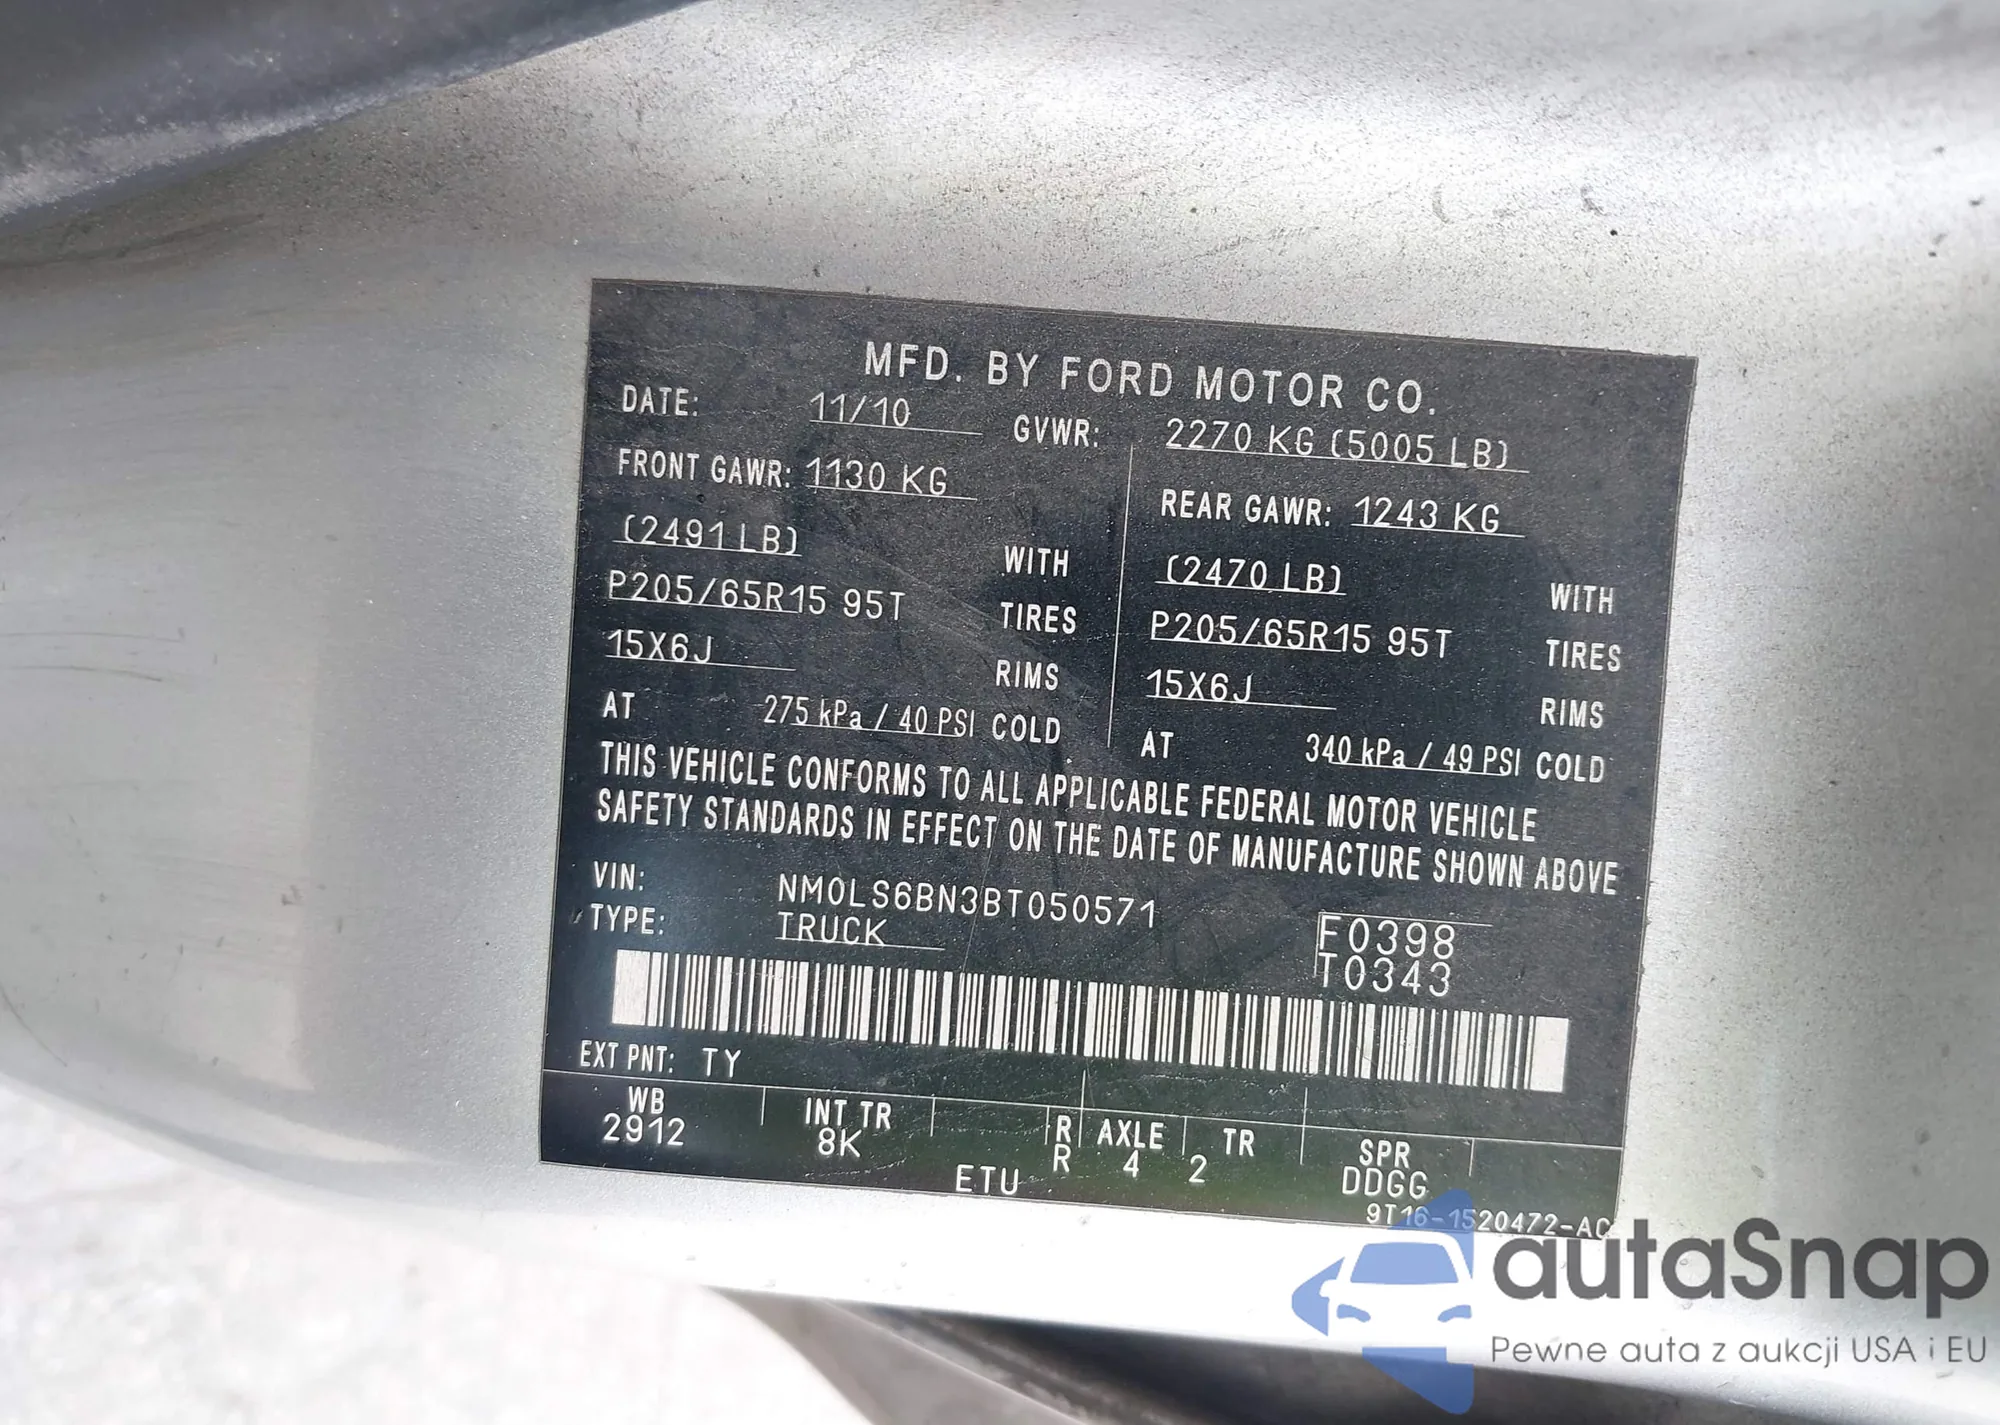 MFD. BY FORD MOTOR CO.
DATE: 11/10 GVWR: 2270 KG (5005 LB)
FRONT GAWR: 1130 KG REAR GAWR: 1243 KG
(2491 LB) WITH (2470 LB) WITH
P205/65R15 95T TIRES P205/65R15 95T TIRES
15X6J RIMS 15X6J RIMS
AT 275 kPa / 40 PSI COLD AT 340 kPa / 49 PSI COLD
THIS VEHICLE CONFORMS TO ALL APPLICABLE FEDERAL MOTOR VEHICLE
SAFETY STANDARDS IN EFFECT ON THE DATE OF MANUFACTURE SHOWN ABOVE
VIN: NM0LS6BN3BT050571 F0398
TYPE: TRUCK T0343
EXT PNT: TY
WB INT TR R AXLE TR SPR
2912 8K R 4 2 DDGG
ETU
9T16-1520472-AC
autaSnap
Pewne auta z aukcji USA i EU